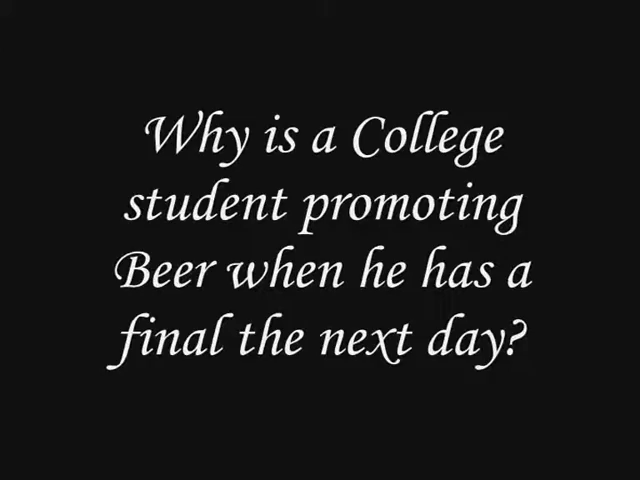 Why is a College
student promoting
Beer when he has a
final the next day?